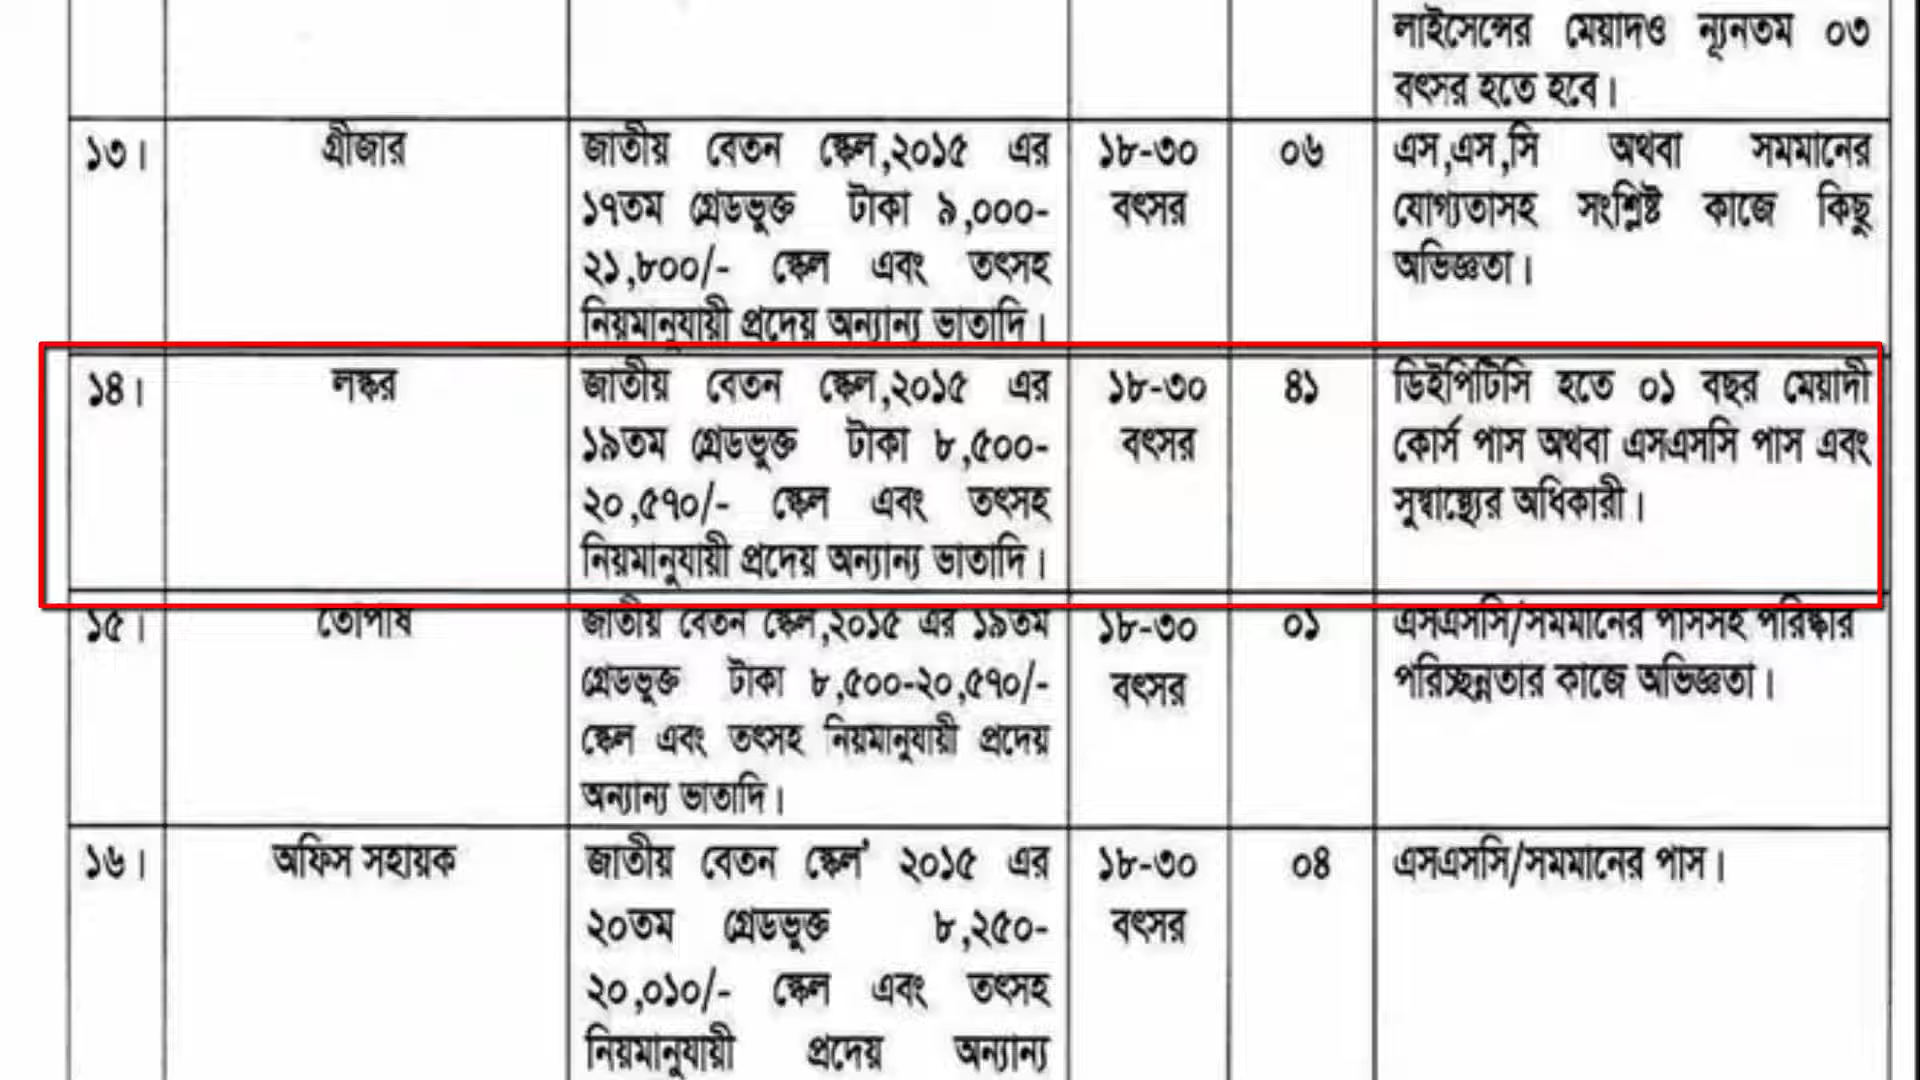 লাইসেন্সের মেয়াদও ন্যূনতম ০৩
বৎসর হতে হবে।
১৩। গ্রীজার জাতীয় বেতন স্কেল,২০১৫ এর ১৮-৩০ ০৬ এস,এস,সি অথবা সমমানের
১৭তম গ্রেডভুক্ত টাকা ৯,০০০- বৎসর যোগ্যতাসহ সংশ্লিষ্ট কাজে কিছু
২১,৮০০/- স্কেল এবং তৎসহ অভিজ্ঞতা।
নিয়মানুযায়ী প্রদেয় অন্যান্য ভাতাদি।
১৪। লস্কর জাতীয় বেতন স্কেল,২০১৫ এর ১৮-৩০ ৪১ ডিইপিটিসি হতে ০১ বছর মেয়াদী
১৯তম গ্রেডভুক্ত টাকা ৮,৫০০- বৎসর কোর্স পাস অথবা এসএসসি পাস এবং
২০,৫৭০/- স্কেল এবং তৎসহ সুস্বাস্থ্যের অধিকারী।
নিয়মানুযায়ী প্রদেয় অন্যান্য ভাতাদি।
১৫। তোপাষ জাতীয় বেতন স্কেল,২০১৫ এর ১৯তম ১৮-৩০ ০১ এসএসসি/সমমানের পাসসহ পরিষ্কার
গ্রেডভুক্ত টাকা ৮,৫০০-২০,৫৭০/- বৎসর পরিচ্ছন্নতার কাজে অভিজ্ঞতা।
স্কেল এবং তৎসহ নিয়মানুযায়ী প্রদেয়
অন্যান্য ভাতাদি।
১৬। অফিস সহায়ক জাতীয় বেতন স্কেল' ২০১৫ এর ১৮-৩০ ০৪ এসএসসি/সমমানের পাস।
২০তম গ্রেডভুক্ত ৮,২৫০- বৎসর
২০,০১০/- স্কেল এবং তৎসহ
নিয়মানুযায়ী প্রদেয় অন্যান্য